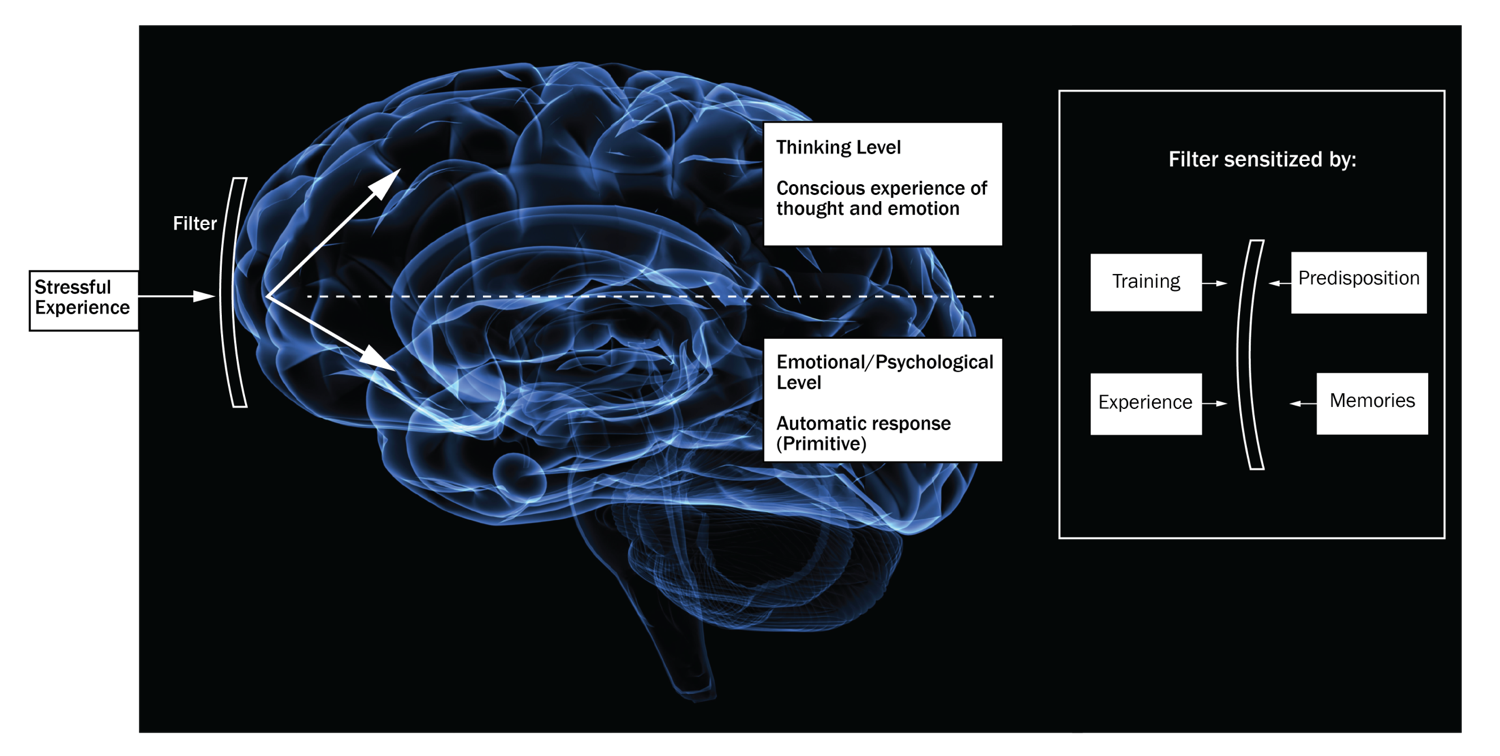 Filter
Stressful
Experience
Thinking Level
Conscious experience of
thought and emotion
Emotional/Psychological
Level
Automatic response
(Primitive)
Filter sensitized by:
Training
Predisposition
Experience
Memories